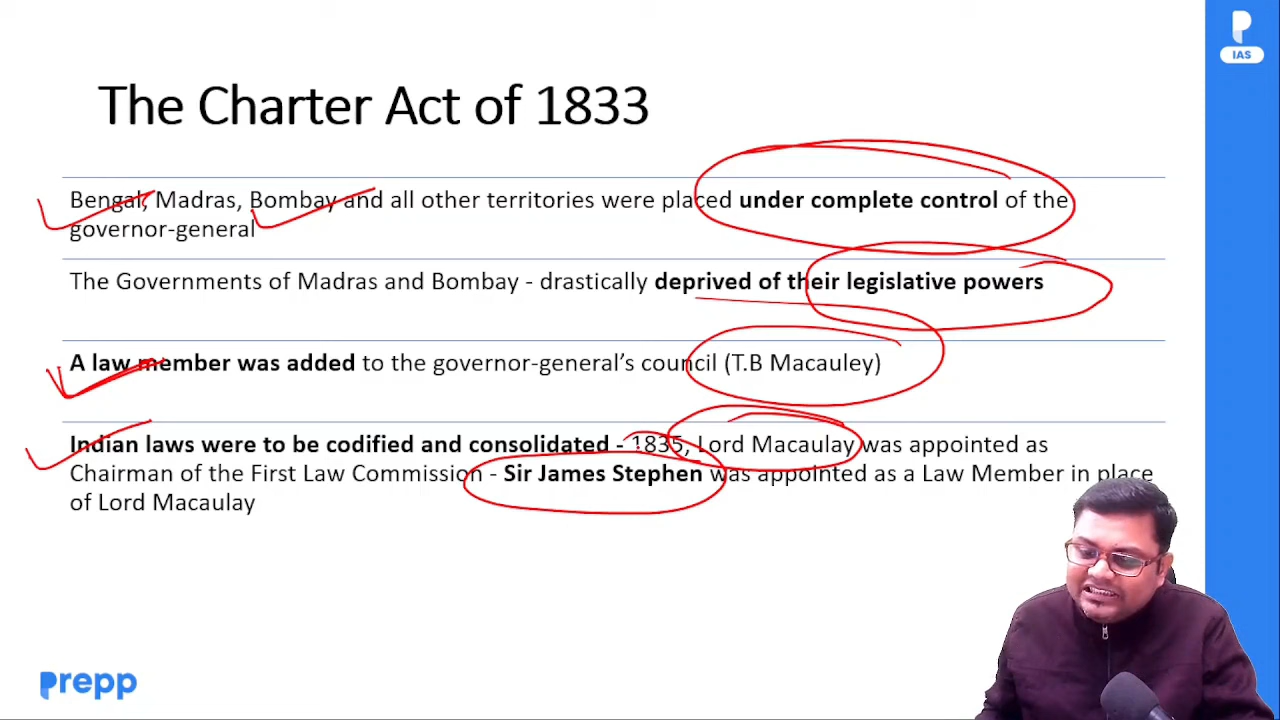 IAS
The Charter Act of 1833
Bengal, Madras, Bombay and all other territories were placed under complete control of the
governor-general
The Governments of Madras and Bombay - drastically deprived of their legislative powers
A law member was added to the governor-general's council (T.B Macauley)
Indian laws were to be codified and consolidated - 1835, Lord Macaulay was appointed as
Chairman of the First Law Commission - Sir James Stephen was appointed as a Law Member in place
of Lord Macaulay
prepp